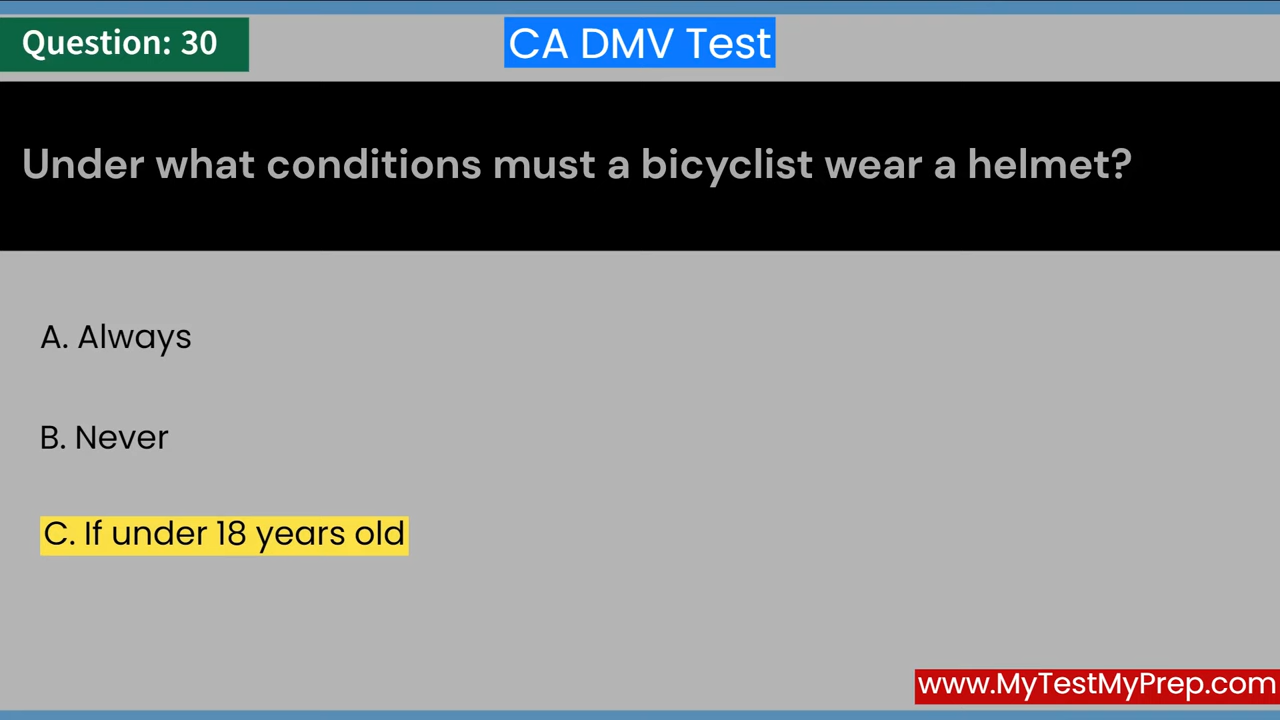 Question: 30
CA DMV Test
Under what conditions must a bicyclist wear a helmet?
A. Always
B. Never
C. If under 18 years old
www.MyTestMyPrep.com